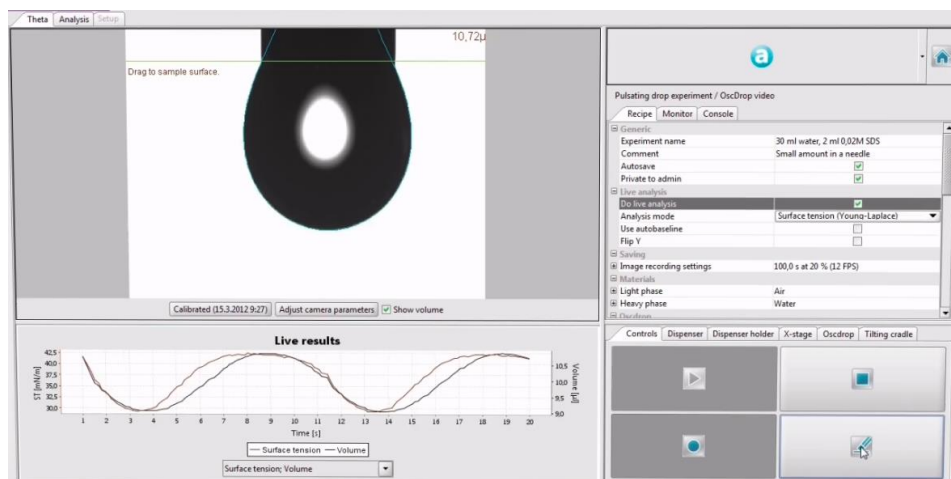 Theta Analysis Setup
10,72µ
Drag to sample surface.
Calibrated (15.3.2012 9:27) Adjust camera parameters Show volume
Live results
ST [mN/m]
42,5
40,0
37,5
35,0
32,5
30,0
Volume [µl]
10,5
10,0
9,5
9,0
1 2 3 4 5 6 7 8 9 10 11 12 13 14 15 16 17 18 19 20
Time [s]
Surface tension Volume
Surface tension; Volume
a
Pulsating drop experiment / OscDrop video
Recipe Monitor Console
Generic
Experiment name 30 ml water, 2 ml 0,02M SDS
Comment Small amount in a needle
Autosave
Private to admin
Live analysis
Do live analysis
Analysis mode Surface tension (Young-Laplace)
Use autobaseline
Flip Y
Saving
Image recording settings 100,0 s at 20 % (12 FPS)
Materials
Light phase Air
Heavy phase Water
Oscdrop
Controls Dispenser Dispenser holder X-stage Oscdrop Tilting cradle